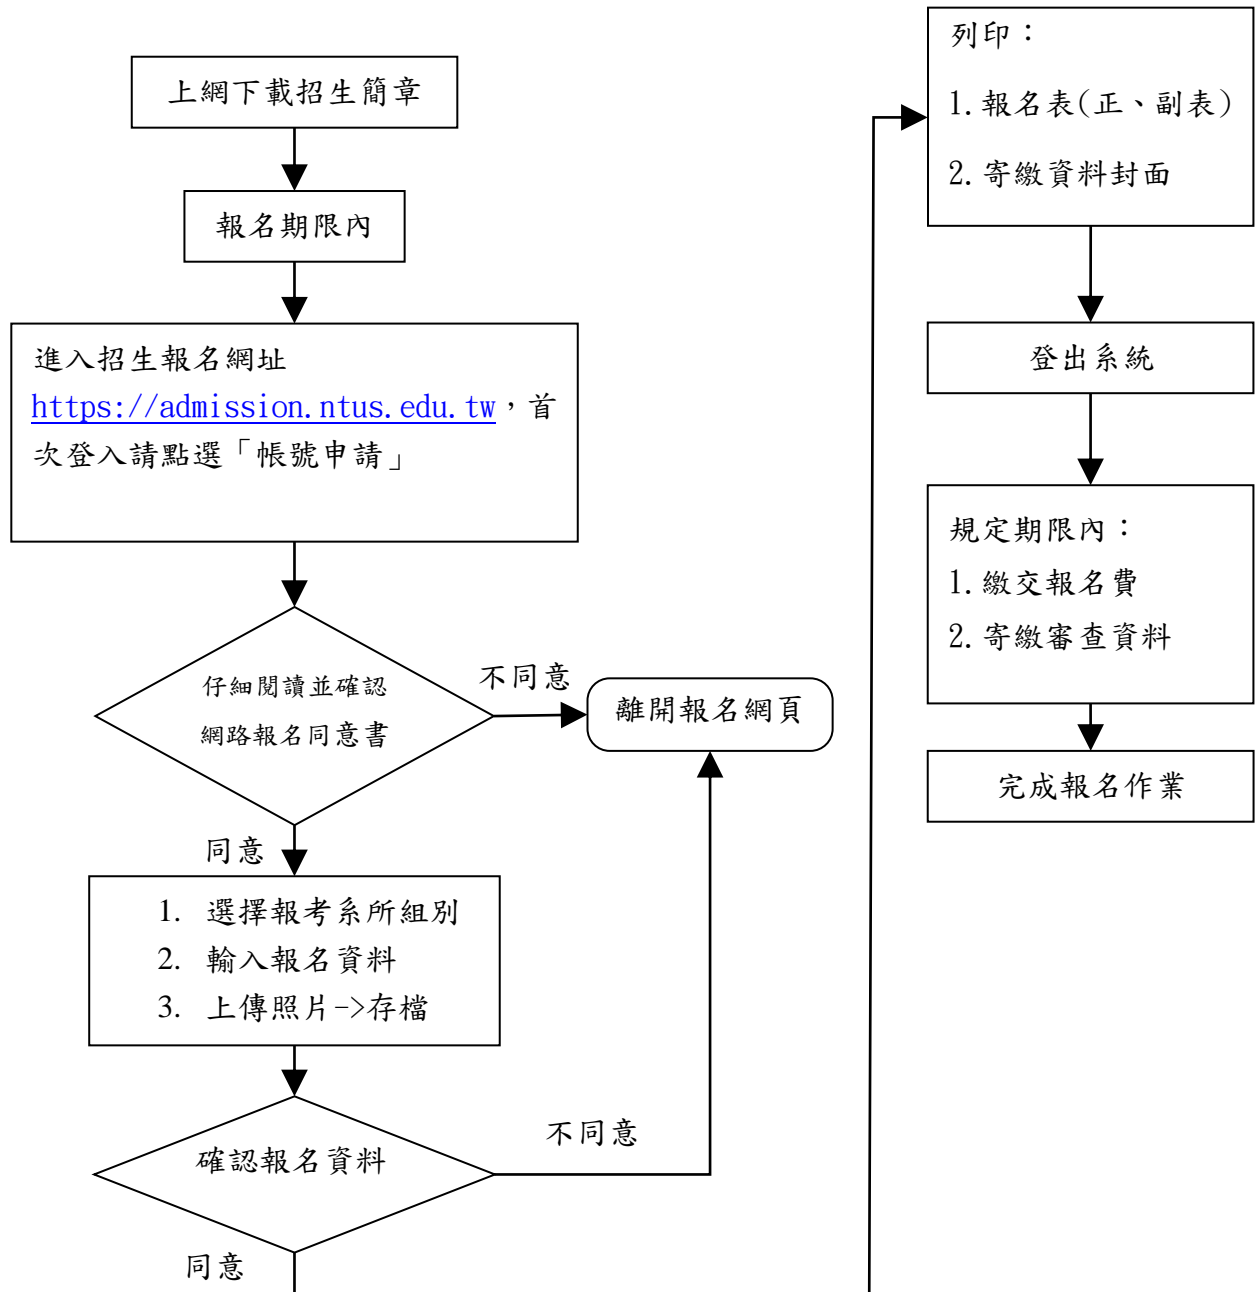 上網下載招生簡章
報名期限內
進入招生報名網址
https://admission.ntus.edu.tw，首
次登入請點選「帳號申請」
仔細閱讀並確認
網路報名同意書
不同意
離開報名網頁
同意
1. 選擇報考系所組別
2. 輸入報名資料
3. 上傳照片->存檔
確認報名資料
不同意
同意
列印：
1.報名表(正、副表)
2.寄繳資料封面
登出系統
規定期限內：
1.繳交報名費
2.寄繳審查資料
完成報名作業